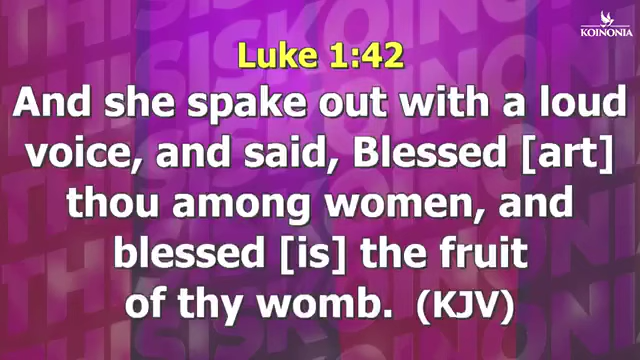 KOINONIA
Luke 1:42
And she spake out with a loud
voice, and said, Blessed [art]
thou among women, and
blessed [is] the fruit
of thy womb. (KJV)